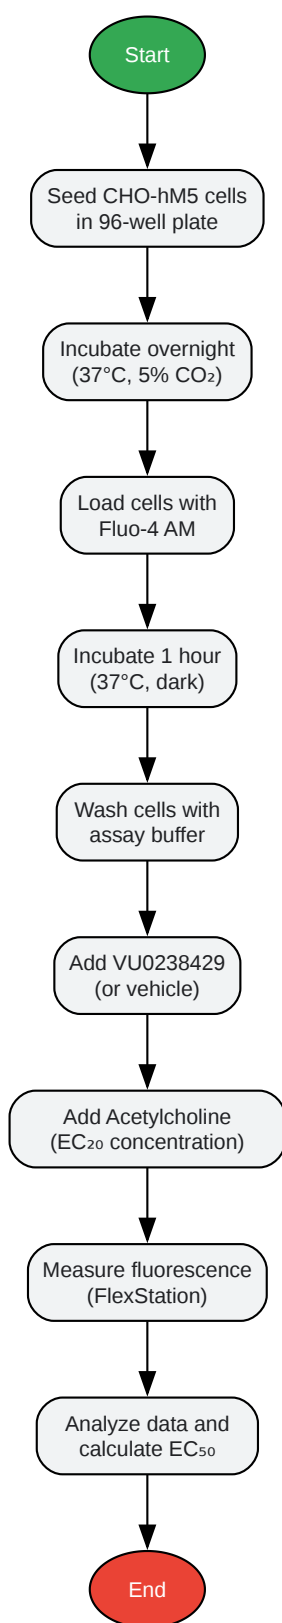 Start
Seed CHO-hM5 cells
in 96-well plate
Incubate overnight
(37°C, 5% CO₂)
Load cells with
Fluo-4 AM
Incubate 1 hour
(37°C, dark)
Wash cells with
assay buffer
Add VU0238429
(or vehicle)
Add Acetylcholine
(EC₂₀ concentration)
Measure fluorescence
(FlexStation)
Analyze data and
calculate EC₅₀
End